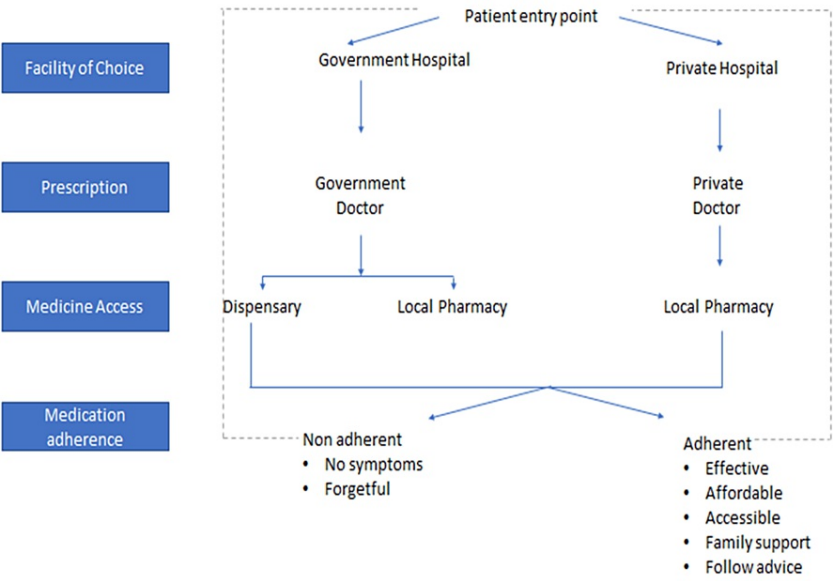 Patient entry point
Facility of Choice
Government Hospital
Private Hospital
Prescription
Government
Doctor
Private
Doctor
Medicine Access
Dispensary
Local Pharmacy
Local Pharmacy
Medication
adherence
Non adherent
• No symptoms
• Forgetful
Adherent
• Effective
• Affordable
• Accessible
• Family support
• Follow advice